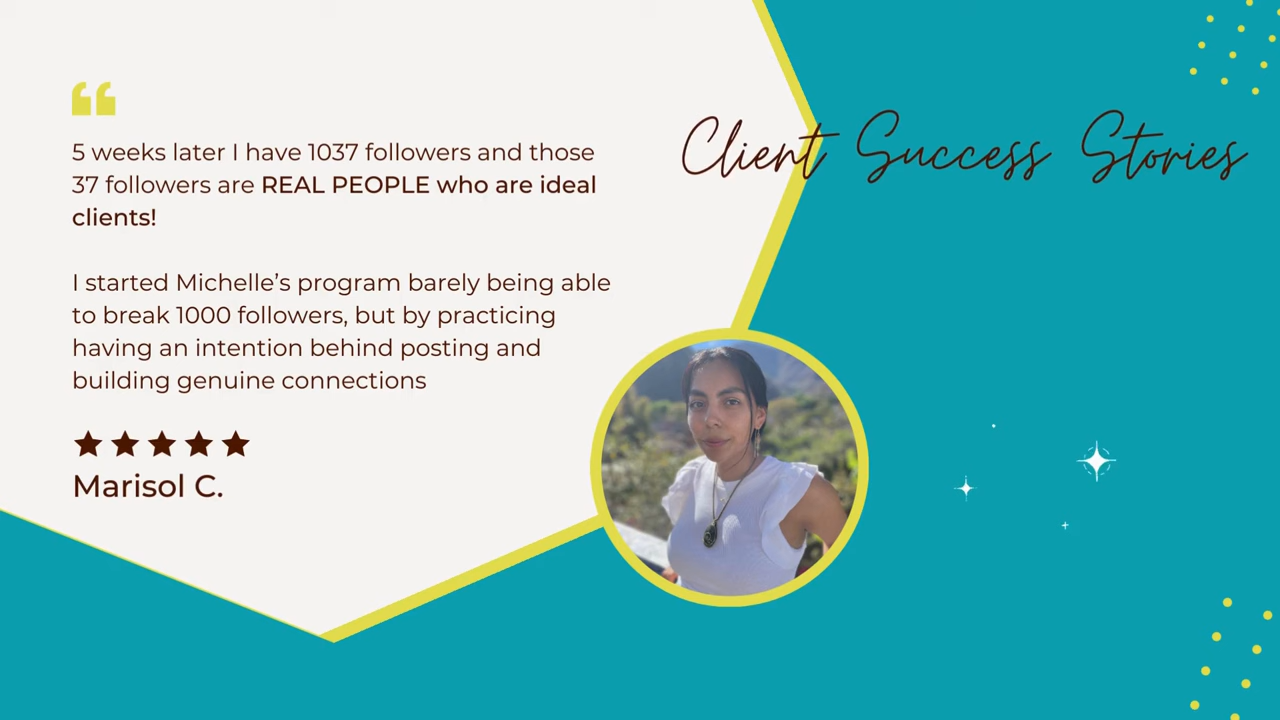 Client Success Stories
5 weeks later I have 1037 followers and those
37 followers are REAL PEOPLE who are ideal
clients!
I started Michelle’s program barely being able
to break 1000 followers, but by practicing
having an intention behind posting and
building genuine connections
Marisol C.